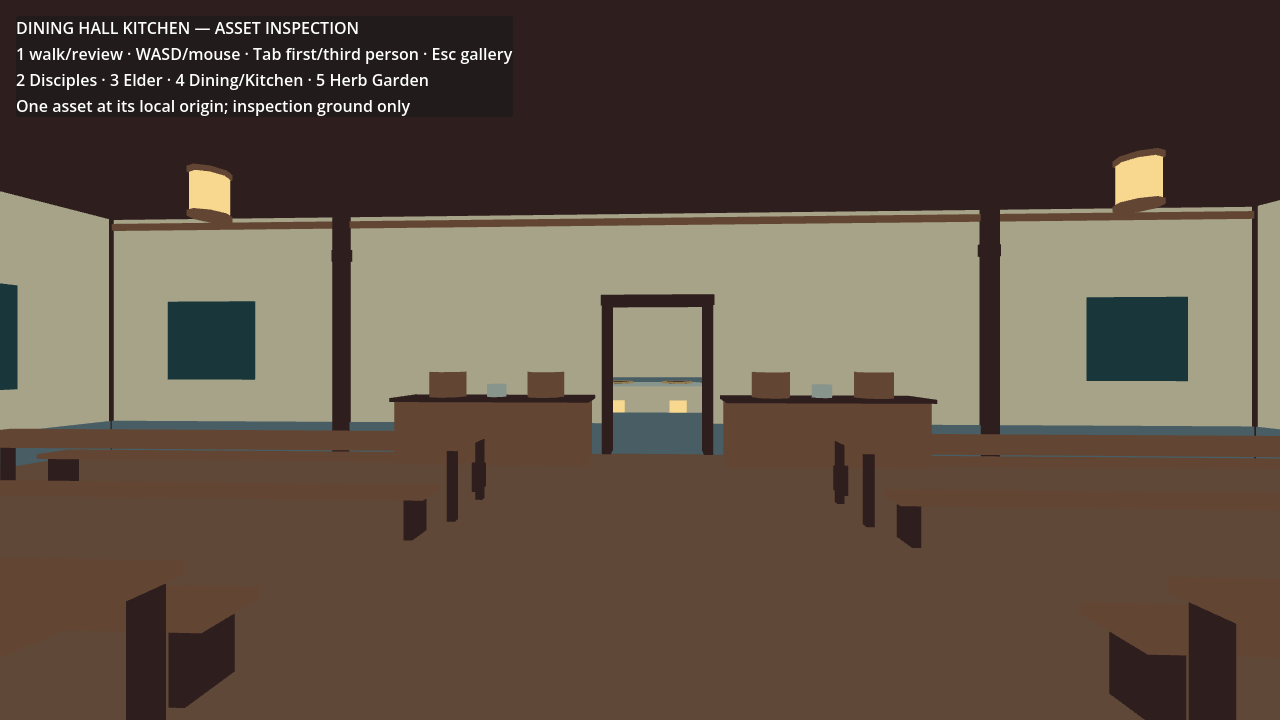 DINING HALL KITCHEN — ASSET INSPECTION
1 walk/review · WASD/mouse · Tab first/third person · Esc gallery
2 Disciples · 3 Elder · 4 Dining/Kitchen · 5 Herb Garden
One asset at its local origin; inspection ground only